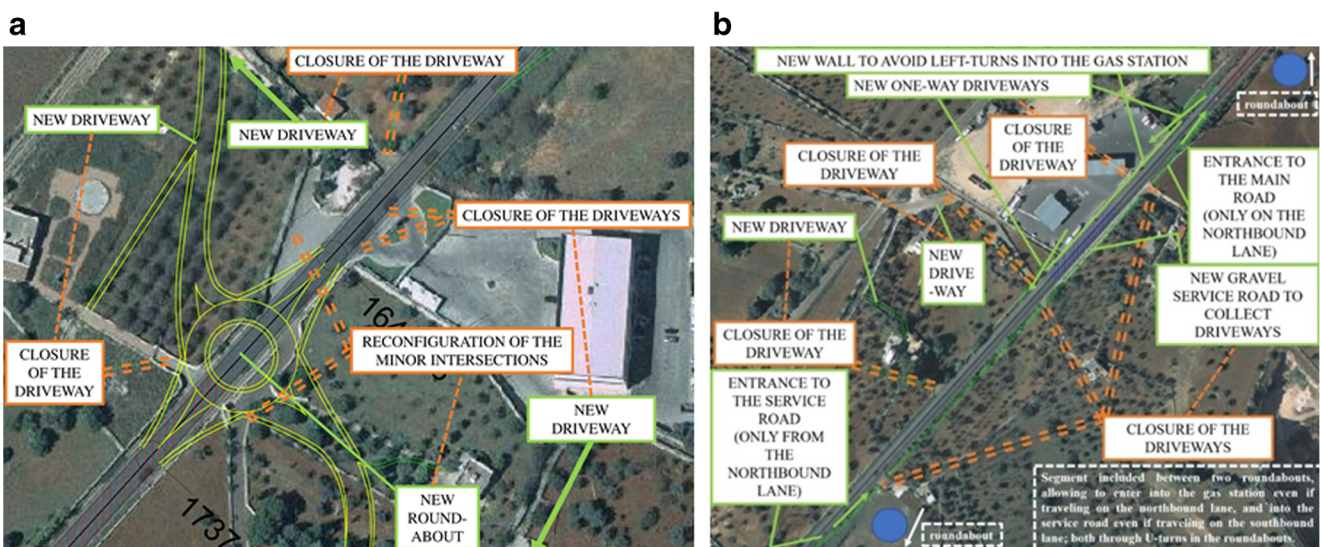 a
CLOSURE OF THE DRIVEWAY
NEW DRIVEWAY
NEW DRIVEWAY
CLOSURE OF THE DRIVEWAYS
RECONFIGURATION OF THE
MINOR INTERSECTIONS
CLOSURE
OF THE
DRIVEWAY
NEW
DRIVEWAY
NEW
ROUND-
ABOUT
1737
b
NEW WALL TO AVOID LEFT-TURNS INTO THE GAS STATION
NEW ONE-WAY DRIVEWAYS
roundabout
CLOSURE
OF THE
DRIVEWAY
CLOSURE OF THE
DRIVEWAY
ENTRANCE TO
THE MAIN
ROAD
(ONLY ON THE
NORTHBOUND
LANE)
NEW DRIVEWAY
NEW
DRIVE
-WAY
NEW GRAVEL
SERVICE ROAD TO
COLLECT
DRIVEWAYS
CLOSURE OF THE
DRIVEWAY
ENTRANCE TO
THE SERVICE
ROAD
(ONLY FROM
THE
NORTHBOUND
LANE)
CLOSURE OF THE
DRIVEWAYS
Segment included between two roundabouts,
allowing to enter into the gas station even if
traveling on the northbound lane, and into the
service road even if traveling on the southbound
lane; both through U-turns in the roundabouts.
roundabout